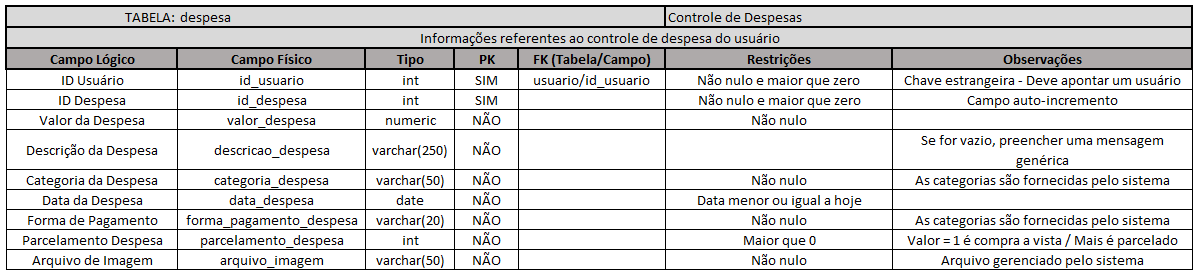 TABELA: despesa Controle de Despesas
Informações referentes ao controle de despesa do usuário
Campo Lógico Campo Físico Tipo PK FK (Tabela/Campo) Restrições Observações
ID Usuário id_usuario int SIM usuario/id_usuario Não nulo e maior que zero Chave estrangeira - Deve apontar um usuário
ID Despesa id_despesa int SIM Não nulo e maior que zero Campo auto-incremento
Valor da Despesa valor_despesa numeric NÃO Não nulo
Descrição da Despesa descricao_despesa varchar(250) NÃO Se for vazio, preencher uma mensagem
genérica
Categoria da Despesa categoria_despesa varchar(50) NÃO Não nulo As categorias são fornecidas pelo sistema
Data da Despesa data_despesa date NÃO Data menor ou igual a hoje
Forma de Pagamento forma_pagamento_despesa varchar(20) NÃO Não nulo As categorias são fornecidas pelo sistema
Parcelamento Despesa parcelamento_despesa int NÃO Maior que 0 Valor = 1 é compra a vista / Mais é parcelado
Arquivo de Imagem arquivo_imagem varchar(50) NÃO Não nulo Arquivo gerenciado pelo sistema